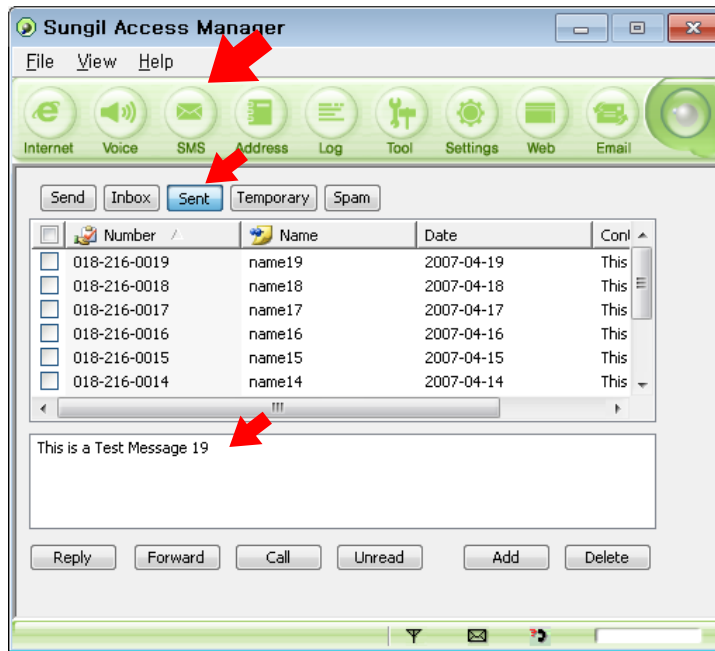 Sungil Access Manager
File View Help
Internet Voice SMS Address Log Tool Settings Web Email
Send Inbox Sent Temporary Spam
Number Name Date
018-216-0019 name19 2007-04-19 This
018-216-0018 name18 2007-04-18 This
018-216-0017 name17 2007-04-17 This
018-216-0016 name16 2007-04-16 This
018-216-0015 name15 2007-04-15 This
018-216-0014 name14 2007-04-14 This
This is a Test Message 19
Reply Forward Call Unread Add Delete